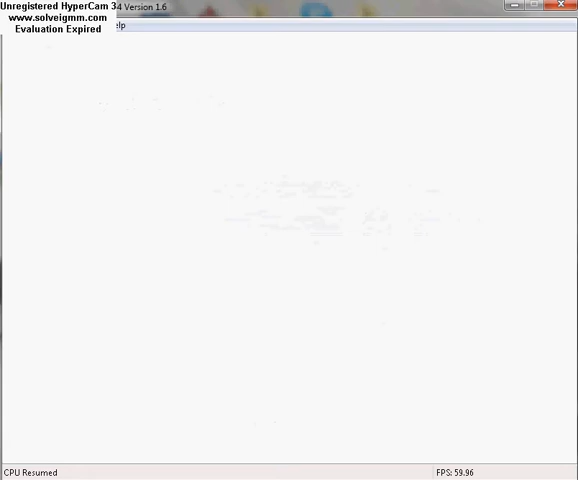 Unregistered HyperCam 3
www.solveigmm.com
Evaluation Expired
4 Version 1.6
elp
CPU Resumed
FPS: 59.96